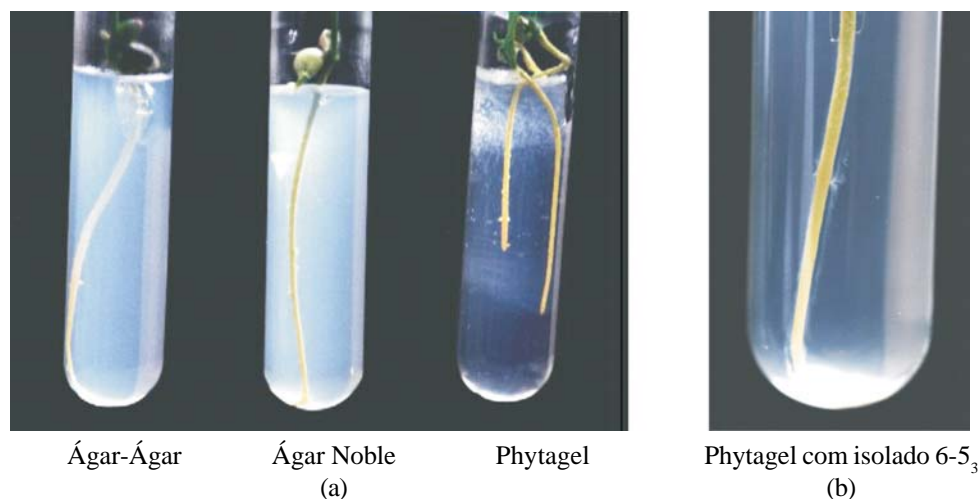 Ágar-Ágar Ágar Noble Phytagel Phytagel com isolado 6-5₃
(a) (b)